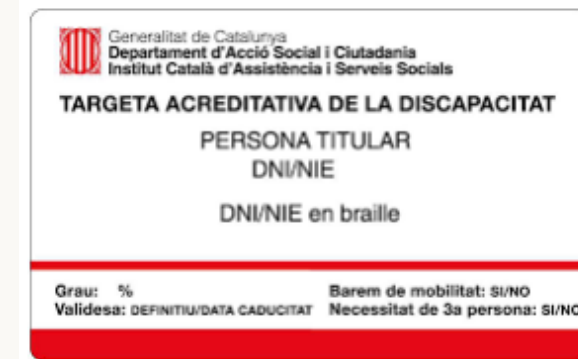 Generalitat de Catalunya
Departament d'Acció Social i Ciutadania
Institut Català d'Assistència i Serveis Socials
TARGETA ACREDITATIVA DE LA DISCAPACITAT
PERSONA TITULAR
DNI/NIE
DNI/NIE en braille
Grau: % Barem de mobilitat: SI/NO
Validesa: DEFINITIU/DATA CADUCITAT Necessitat de 3a persona: SI/NO